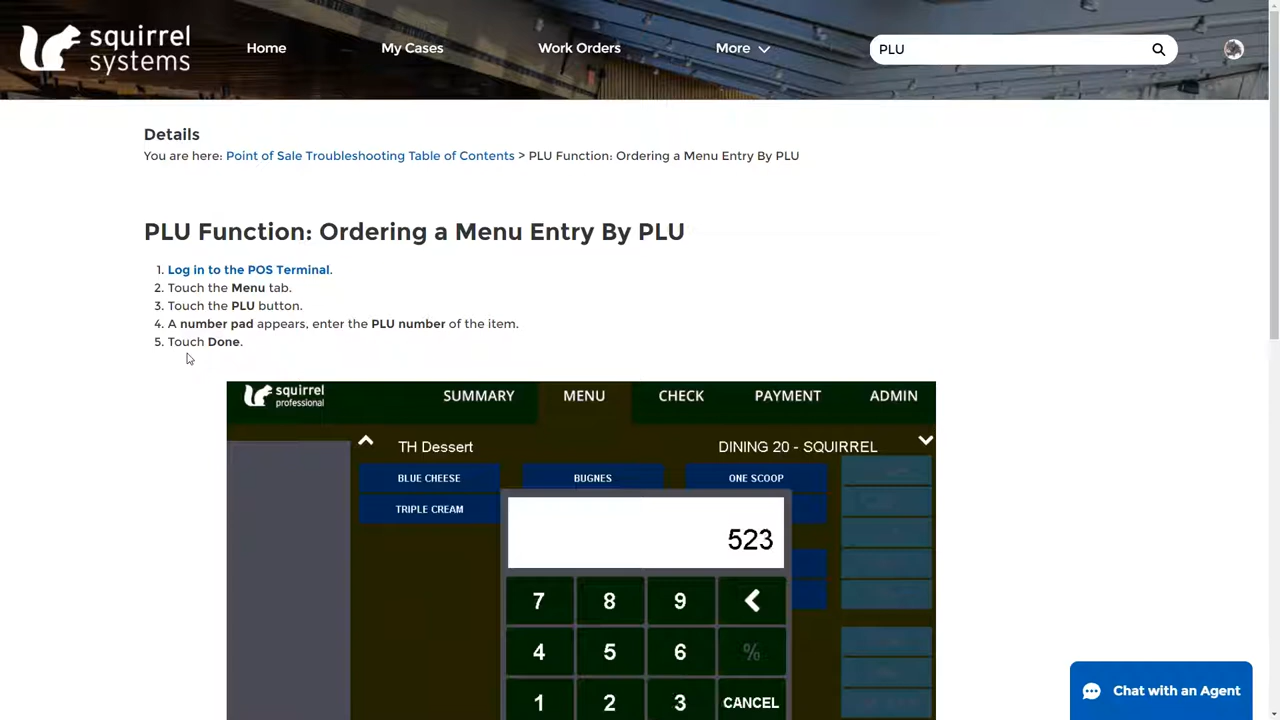 squirrel
systems
Home
My Cases
Work Orders
More
PLU
Details
You are here: Point of Sale Troubleshooting Table of Contents > PLU Function: Ordering a Menu Entry By PLU
PLU Function: Ordering a Menu Entry By PLU
1. Log in to the POS Terminal.
2. Touch the Menu tab.
3. Touch the PLU button.
4. A number pad appears, enter the PLU number of the item.
5. Touch Done.
squirrel
professional
SUMMARY
MENU
CHECK
PAYMENT
ADMIN
TH Dessert
DINING 20 - SQUIRREL
BLUE CHEESE
BUGNES
ONE SCOOP
TRIPLE CREAM
523
7
8
9
4
5
6
%
1
2
3
CANCEL
Chat with an Agent